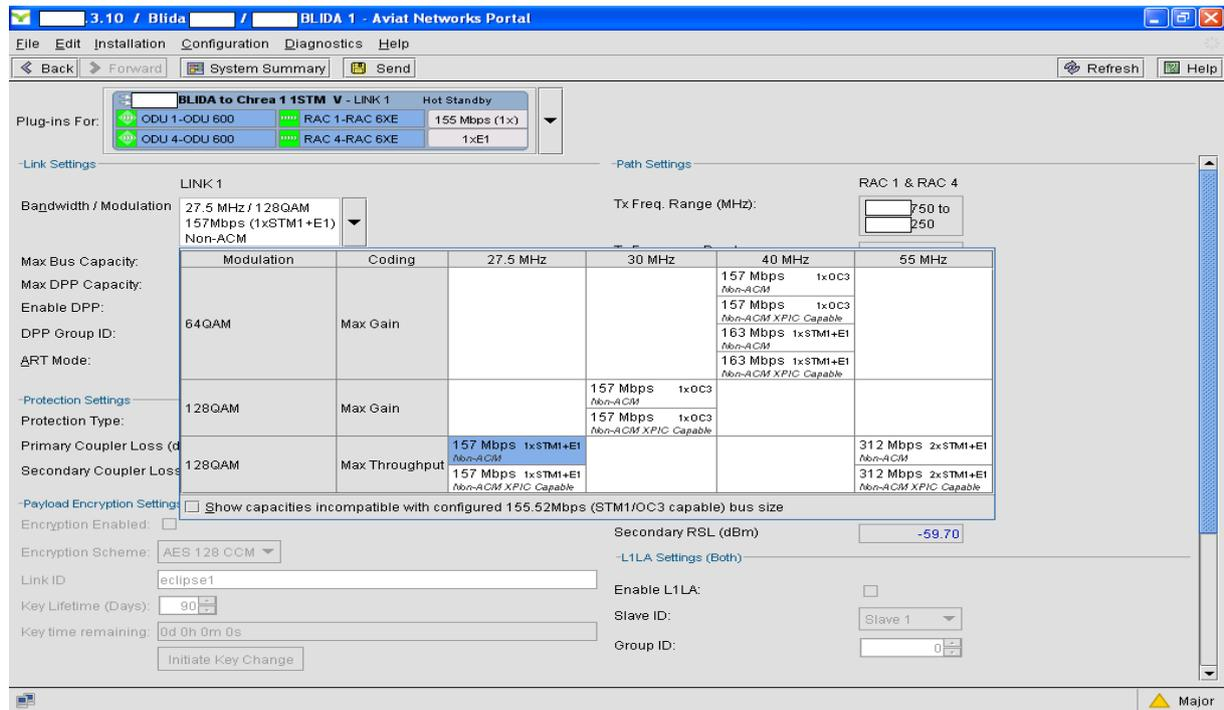 .3.10 / Blida / BLIDA 1 - Aviat Networks Portal
File Edit Installation Configuration Diagnostics Help
Back Forward System Summary Send Refresh Help
Plug-ins For:
BLIDA to Chrea 1 1STM V - LINK 1 Hot Standby
ODU 1-ODU 600 RAC 1-RAC 6XE 155 Mbps (1x)
ODU 4-ODU 600 RAC 4-RAC 6XE 1xE1
Link Settings
LINK 1
Bandwidth / Modulation
27.5 MHz / 128QAM
157Mbps (1xSTM1+E1)
Non-ACM
Max Bus Capacity:
Max DPP Capacity:
Enable DPP:
DPP Group ID:
ART Mode:
Path Settings
RAC 1 & RAC 4
Tx Freq. Range (MHz):
750 to
250
Modulation Coding 27.5 MHz 30 MHz 40 MHz 55 MHz
64QAM Max Gain
157 Mbps 1xOC3
Non-ACM
157 Mbps 1xOC3
Non-ACM XPIC Capable
163 Mbps 1xSTM1+E1
Non-ACM
163 Mbps 1xSTM1+E1
Non-ACM XPIC Capable
128QAM Max Gain
157 Mbps 1xOC3
Non-ACM
157 Mbps 1xOC3
Non-ACM XPIC Capable
128QAM Max Throughput
157 Mbps 1xSTM1+E1
Non-ACM
157 Mbps 1xSTM1+E1
Non-ACM XPIC Capable
312 Mbps 2xSTM1+E1
Non-ACM
312 Mbps 2xSTM1+E1
Non-ACM XPIC Capable
Show capacities incompatible with configured 155.52Mbps (STM1/OC3 capable) bus size
Protection Settings
Protection Type:
Primary Coupler Loss (d
Secondary Coupler Loss
Payload Encryption Settings
Encryption Enabled:
Encryption Scheme: AES 128 CCM
Link ID eclipse1
Key Lifetime (Days): 90
Key time remaining: 0d 0h 0m 0s
Initiate Key Change
Secondary RSL (dBm) -59.70
L1LA Settings (Both)
Enable L1LA:
Slave ID: Slave 1
Group ID: 0
Major